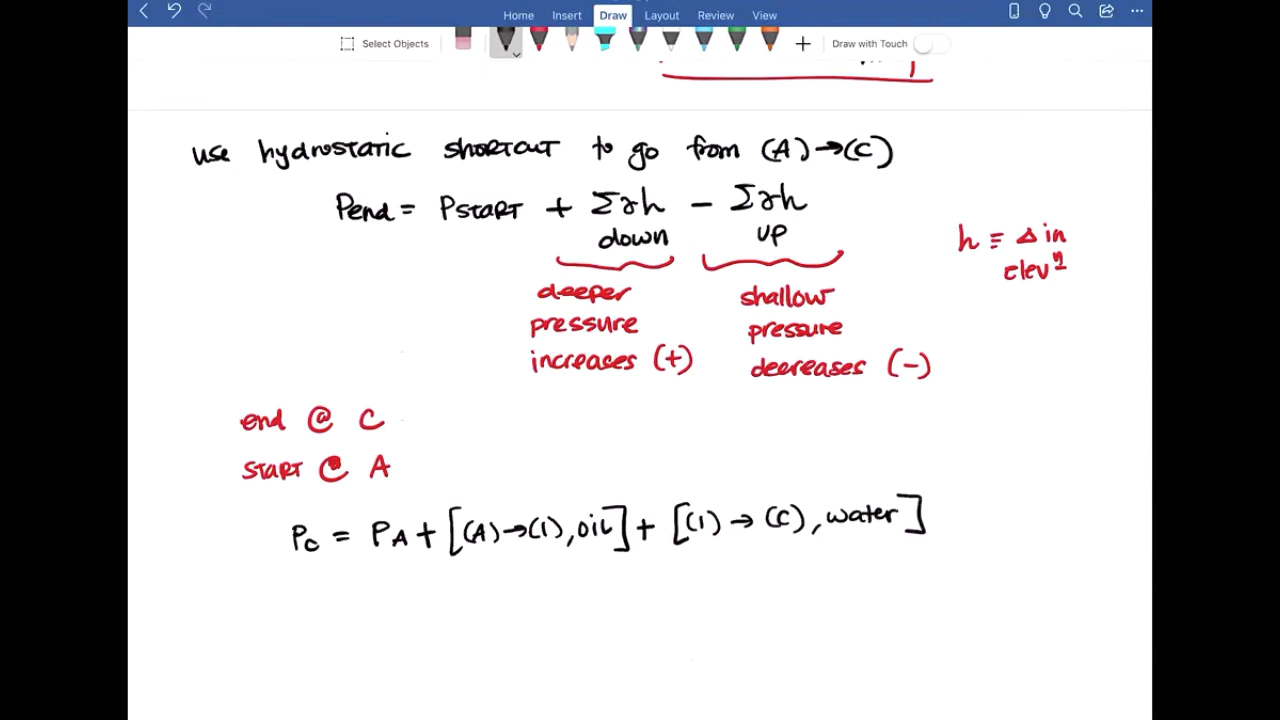 Home Insert Draw Layout Review View
Select Objects
Draw with Touch
use hydrostatic shortcut to go from (A)→(C)
Pend = PSTART + Σγh - Σγh
down up
h ≡ Δ in
elevⁿ
deeper
pressure
increases (+)
shallow
pressure
decreases (-)
end @ C
START @ A
PC = PA + [(A)→(1), oil] + [(1)→(C), water]